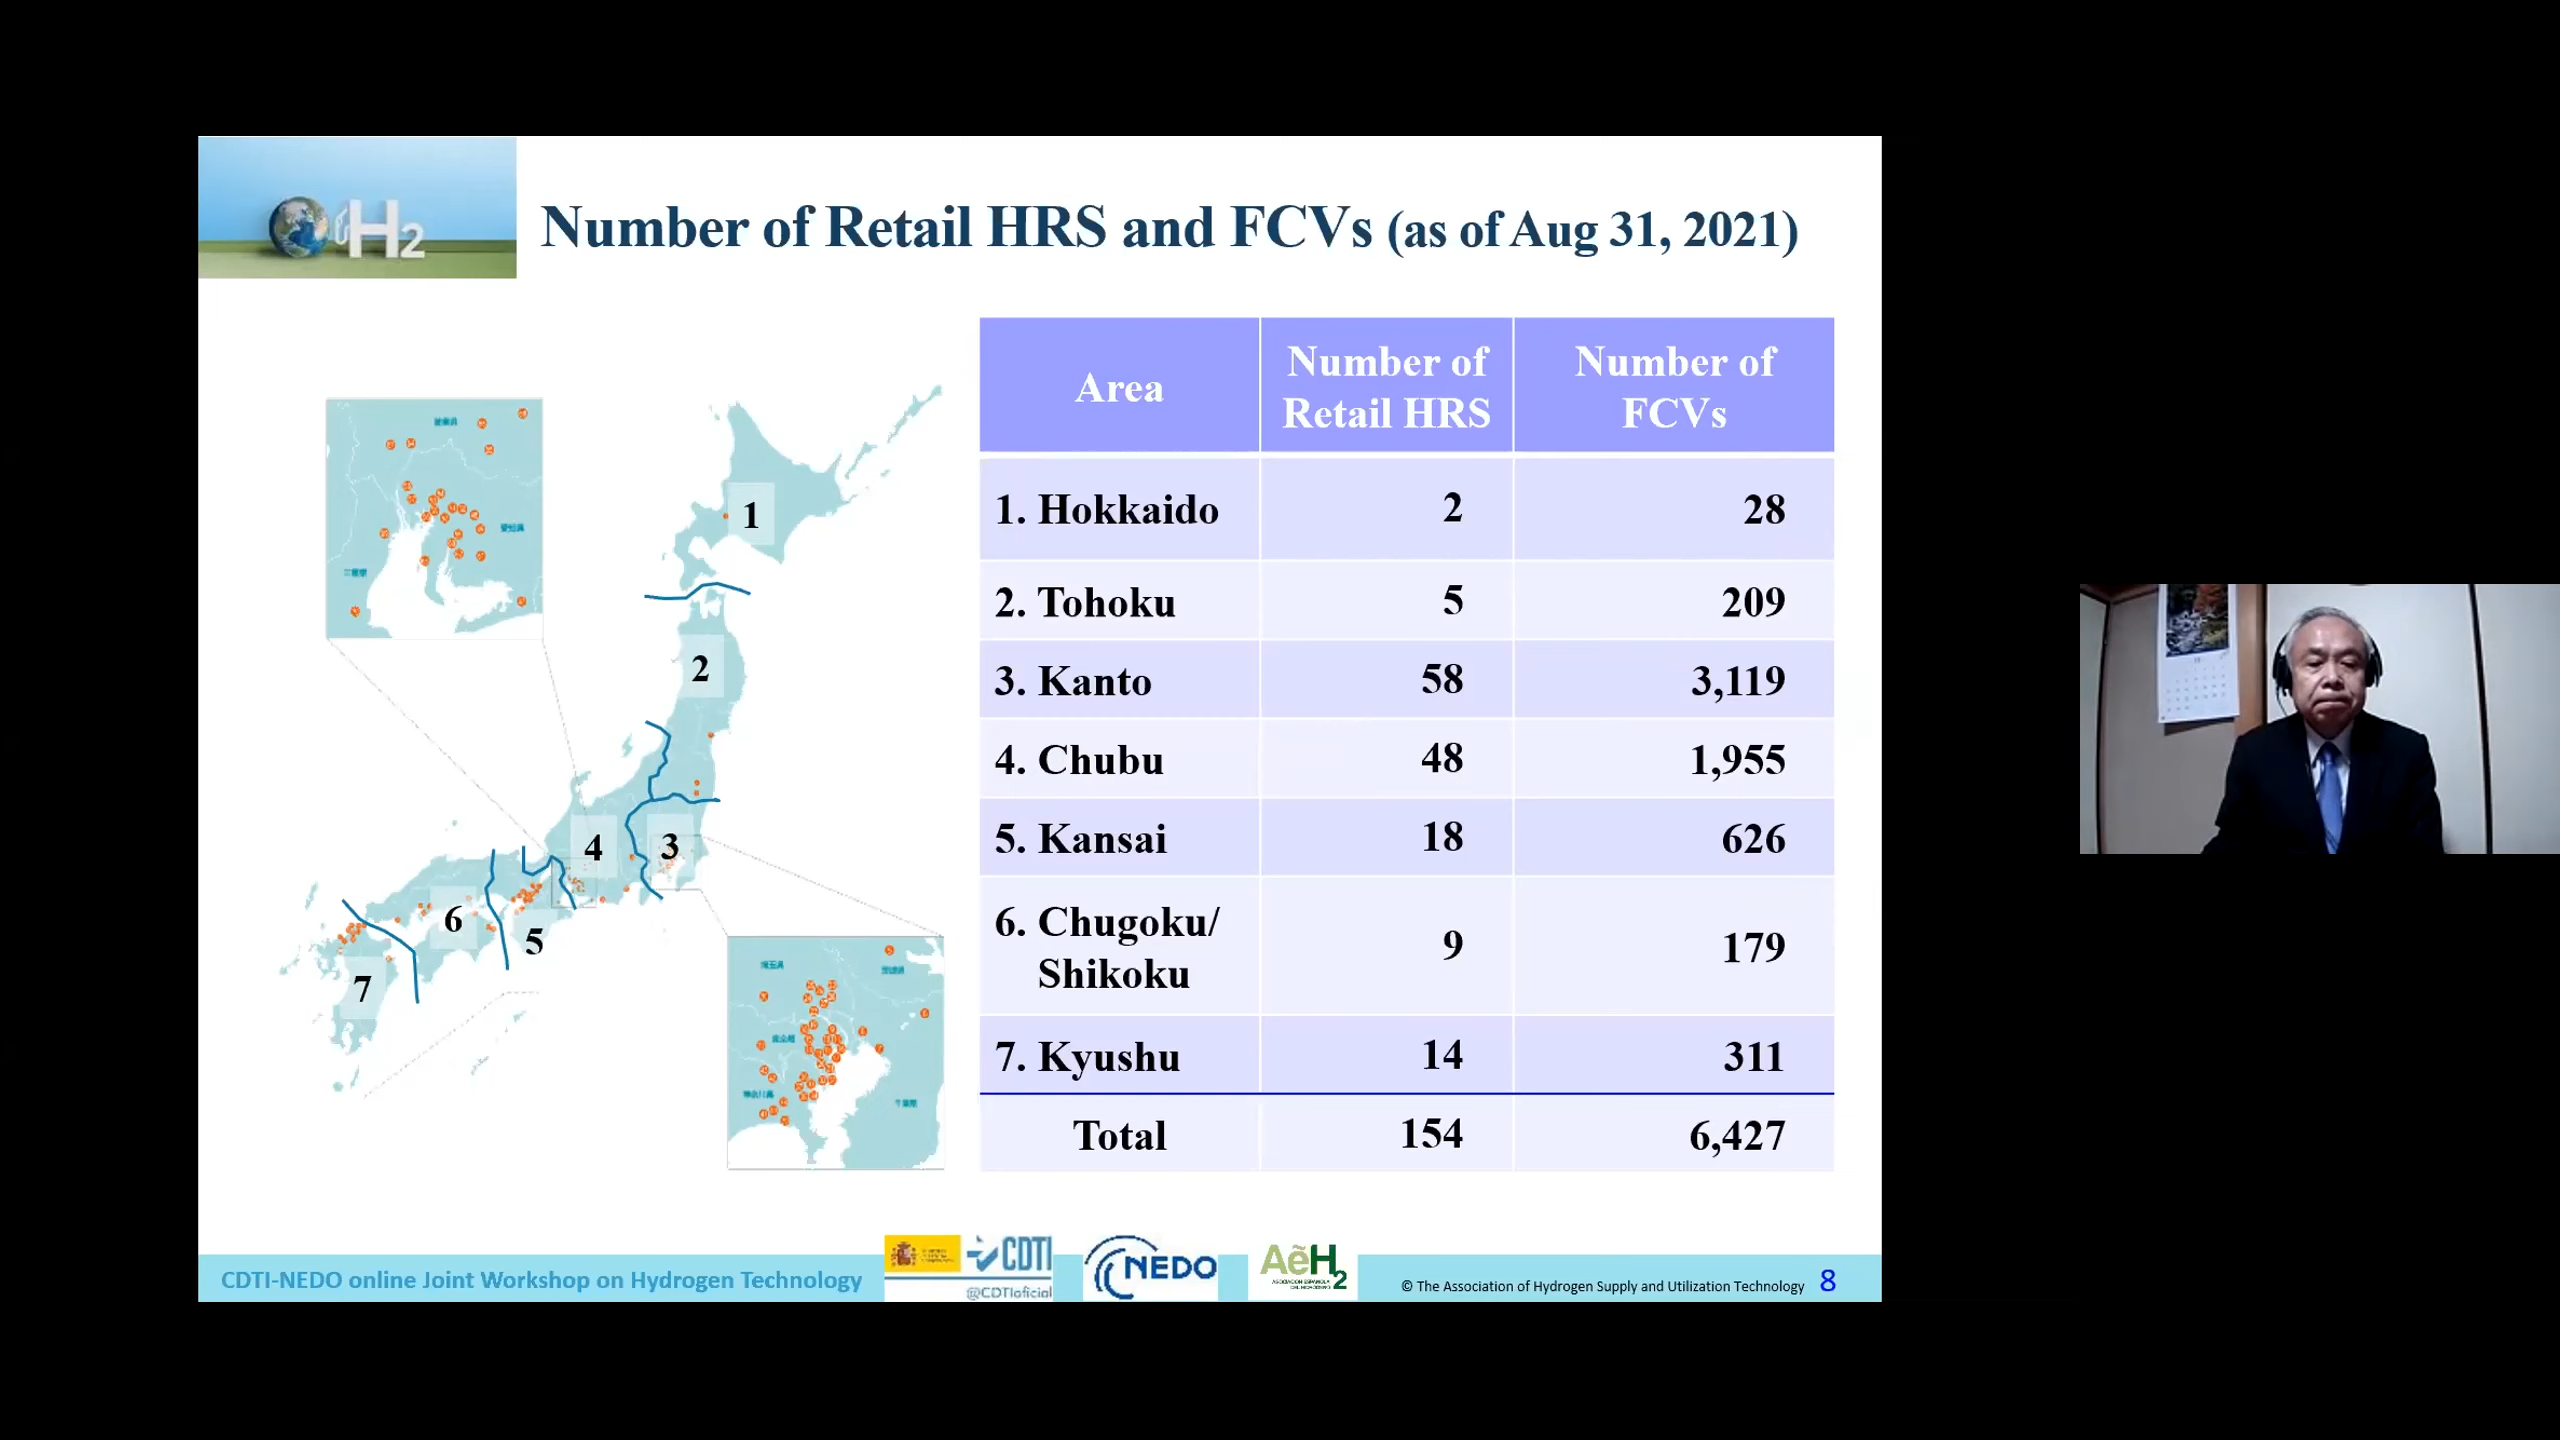 H2
Number of Retail HRS and FCVs (as of Aug 31, 2021)
1
2
3
4
5
6
7
Area
Number of
Retail HRS
Number of
FCVs
1. Hokkaido
2
28
2. Tohoku
5
209
3. Kanto
58
3,119
4. Chubu
48
1,955
5. Kansai
18
626
6. Chugoku/
Shikoku
9
179
7. Kyushu
14
311
Total
154
6,427
CDTI-NEDO online Joint Workshop on Hydrogen Technology
CDTI
@CDTIoficial
NEDO
AeH2
© The Association of Hydrogen Supply and Utilization Technology
8